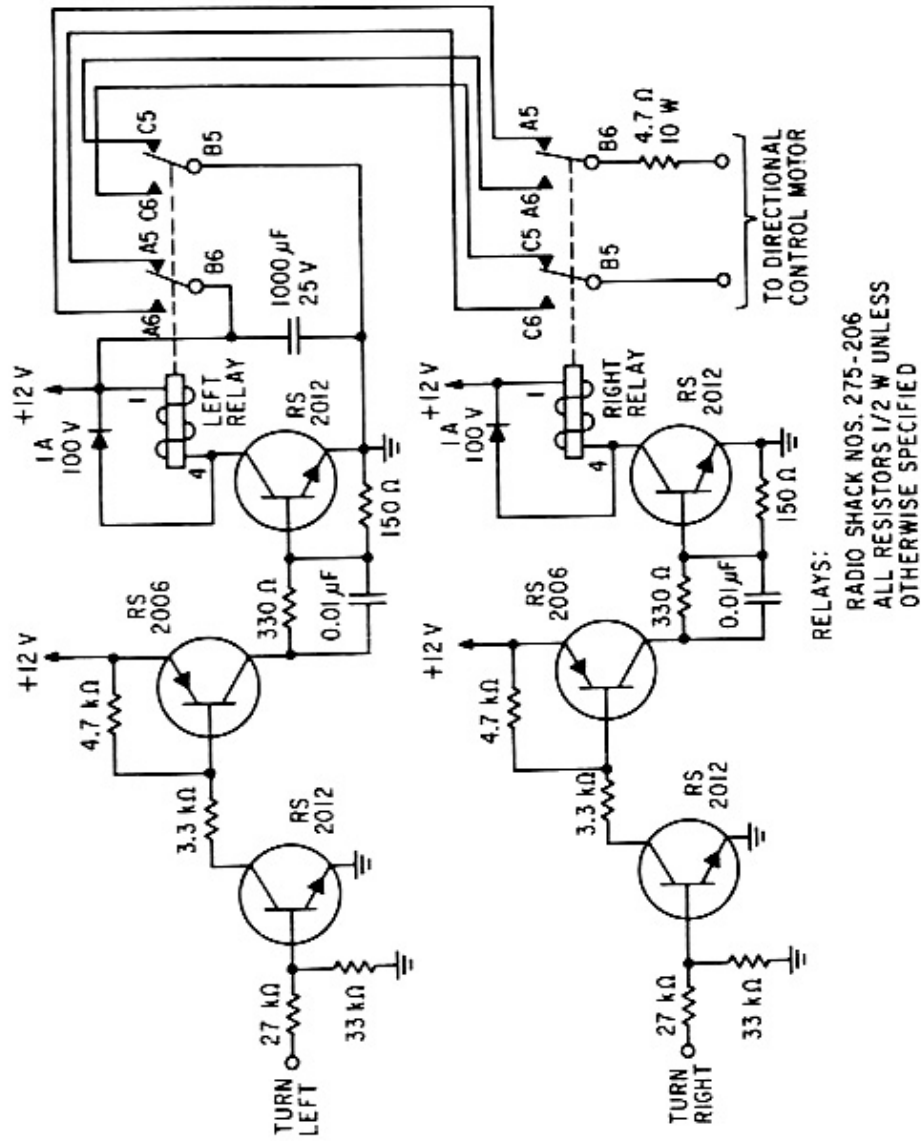 TURN
LEFT
27 kΩ
33 kΩ
RS
2012
3.3 kΩ
4.7 kΩ
+12 V
RS
2006
330 Ω
0.01 μF
150 Ω
RS
2012
1 A
100 V
+12 V
1
4
LEFT
RELAY
1000 μF
25 V
A6
A5
B6
C6
C5
B5
TURN
RIGHT
27 kΩ
33 kΩ
RS
2012
3.3 kΩ
4.7 kΩ
+12 V
RS
2006
330 Ω
0.01 μF
150 Ω
RS
2012
1 A
100 V
+12 V
1
4
RIGHT
RELAY
C6
C5
B5
A6
A5
B6
4.7 Ω
10 W
TO DIRECTIONAL
CONTROL MOTOR
RELAYS:
RADIO SHACK NOS. 275-206
ALL RESISTORS 1/2 W UNLESS
OTHERWISE SPECIFIED